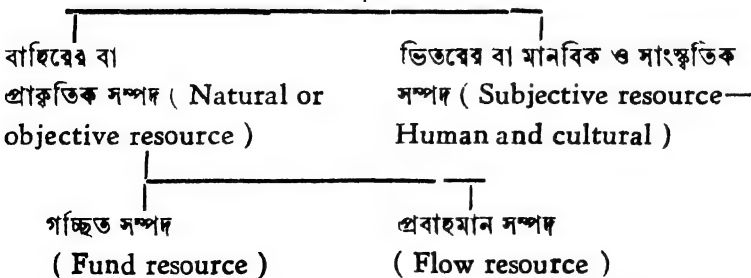 বাহিরের বা
প্রাকৃতিক সম্পদ ( Natural or
objective resource )
ভিতরের বা মানবিক ও সাংস্কৃতিক
সম্পদ ( Subjective resource—
Human and cultural )
গচ্ছিত সম্পদ
( Fund resource )
প্রবাহমান সম্পদ
( Flow resource )